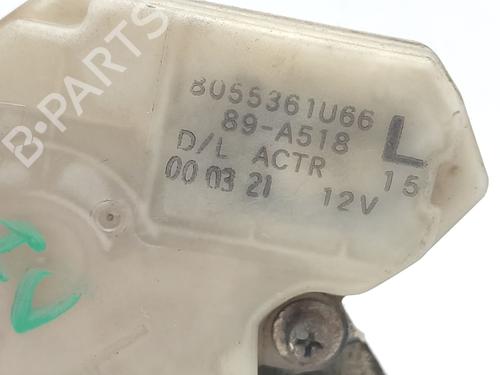 B-PARTS
8055361U66
89-A518
D/L ACTR L
00 03 21 12V 15